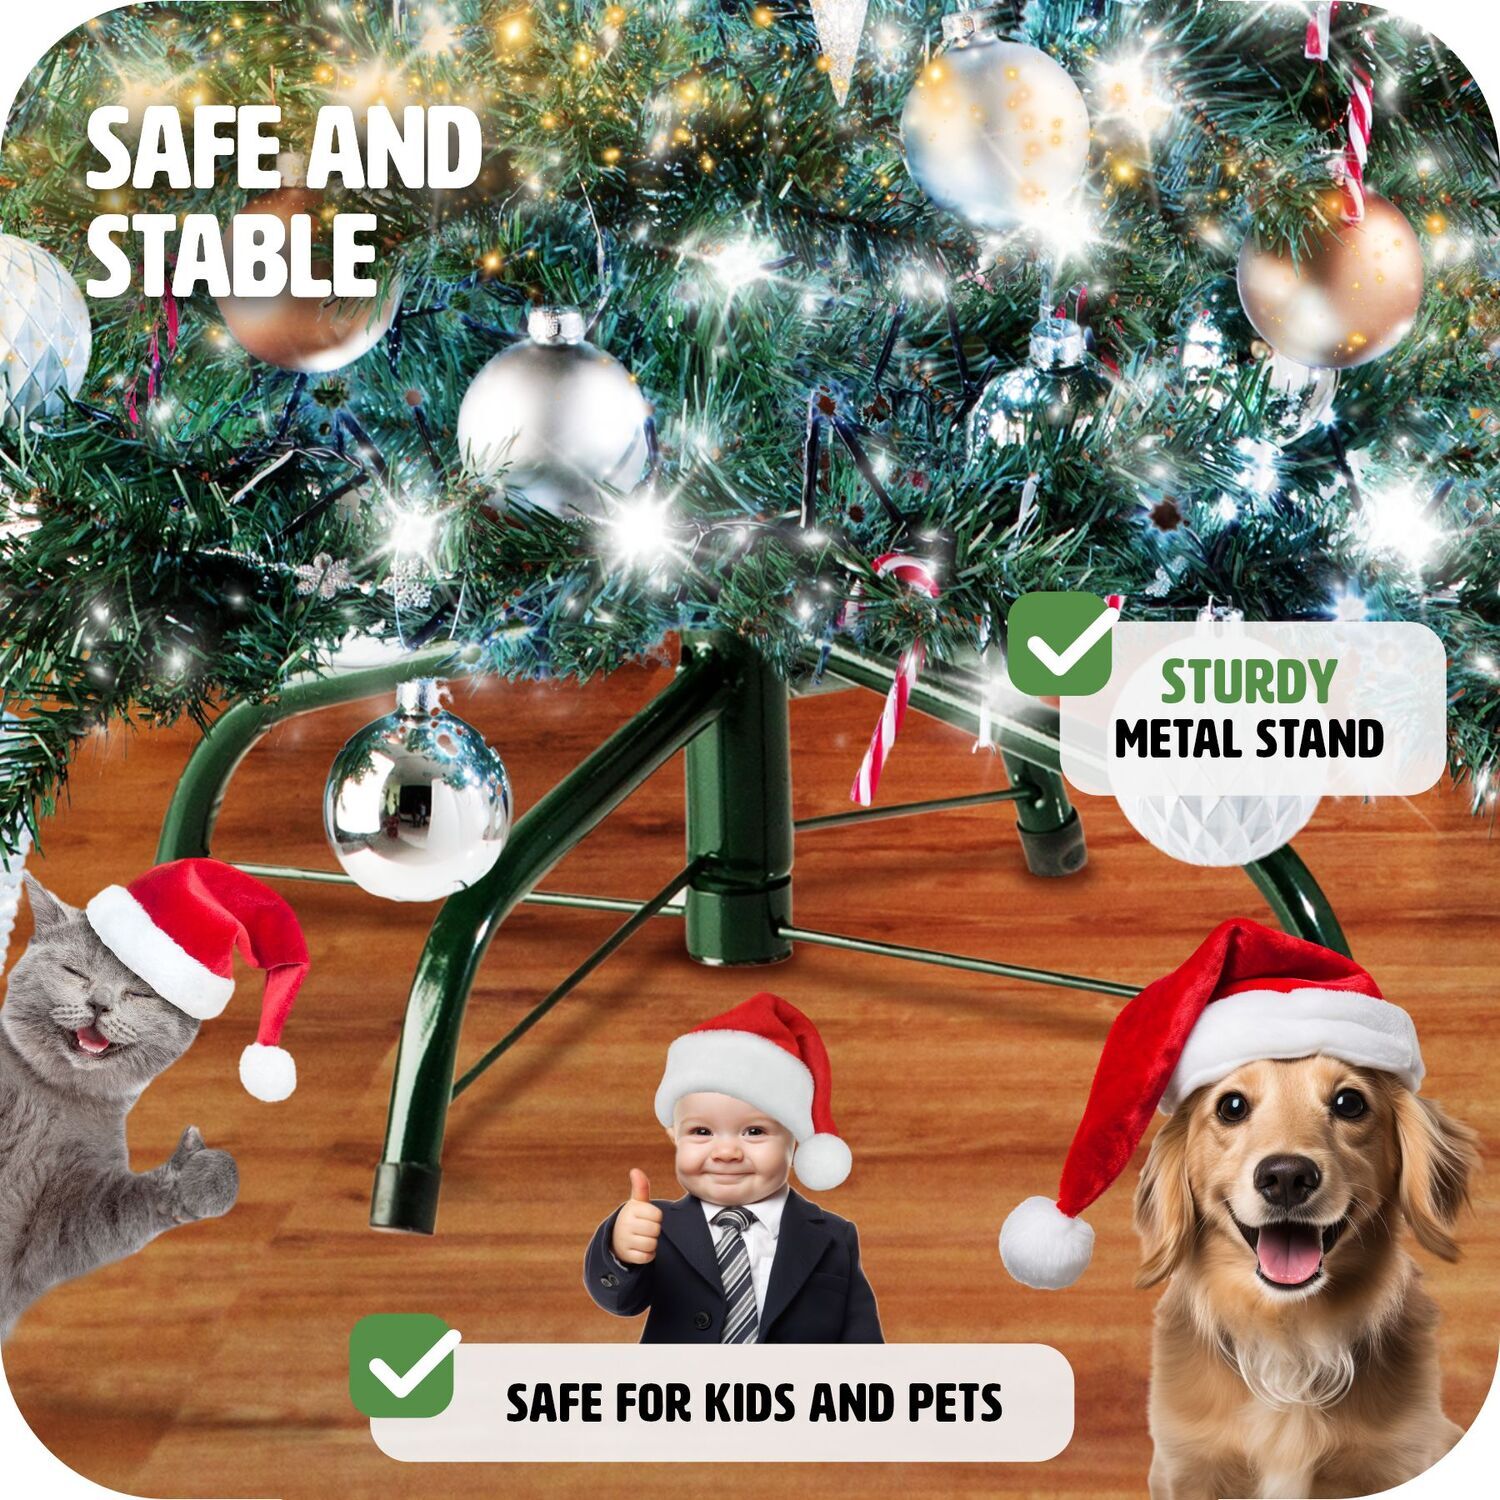 SAFE AND
STABLE
STURDY
METAL STAND
SAFE FOR KIDS AND PETS